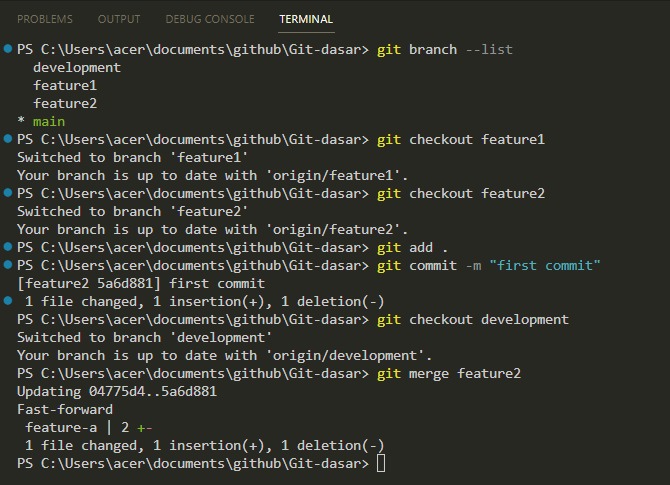 PROBLEMS OUTPUT DEBUG CONSOLE TERMINAL
PS C:\Users\acer\documents\github\Git-dasar> git branch --list
  development
  feature1
  feature2
* main
PS C:\Users\acer\documents\github\Git-dasar> git checkout feature1
Switched to branch 'feature1'
Your branch is up to date with 'origin/feature1'.
PS C:\Users\acer\documents\github\Git-dasar> git checkout feature2
Switched to branch 'feature2'
Your branch is up to date with 'origin/feature2'.
PS C:\Users\acer\documents\github\Git-dasar> git add .
PS C:\Users\acer\documents\github\Git-dasar> git commit -m "first commit"
[feature2 5a6d881] first commit
 1 file changed, 1 insertion(+), 1 deletion(-)
PS C:\Users\acer\documents\github\Git-dasar> git checkout development
Switched to branch 'development'
Your branch is up to date with 'origin/development'.
PS C:\Users\acer\documents\github\Git-dasar> git merge feature2
Updating 04775d4..5a6d881
Fast-forward
 feature-a | 2 +-
 1 file changed, 1 insertion(+), 1 deletion(-)
PS C:\Users\acer\documents\github\Git-dasar>